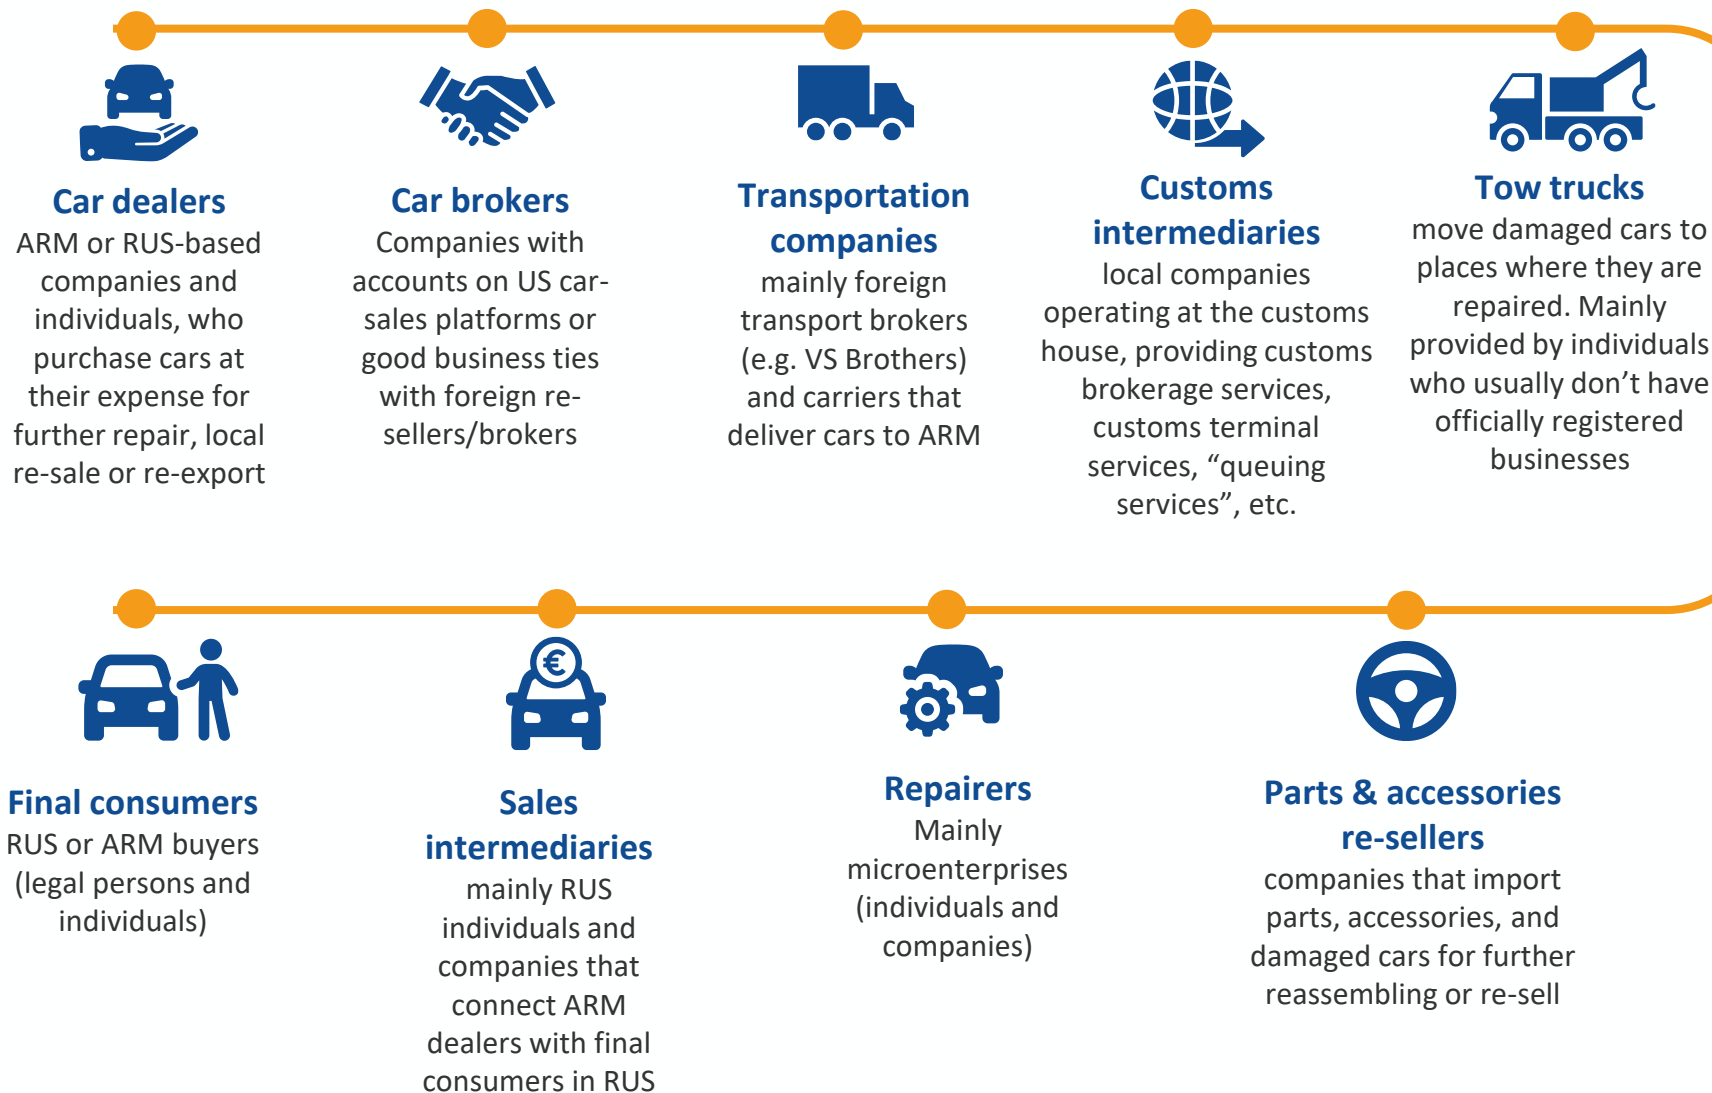 Car dealers
ARM or RUS-based
companies and
individuals, who
purchase cars at
their expense for
further repair, local
re-sale or re-export
Car brokers
Companies with
accounts on US car-
sales platforms or
good business ties
with foreign re-
sellers/brokers
Transportation
companies
mainly foreign
transport brokers
(e.g. VS Brothers)
and carriers that
deliver cars to ARM
Customs
intermediaries
local companies
operating at the customs
house, providing customs
brokerage services,
customs terminal
services, “queuing
services”, etc.
Tow trucks
move damaged cars to
places where they are
repaired. Mainly
provided by individuals
who usually don’t have
officially registered
businesses
€
Final consumers
RUS or ARM buyers
(legal persons and
individuals)
Sales
intermediaries
mainly RUS
individuals and
companies that
connect ARM
dealers with final
consumers in RUS
Repairers
Mainly
microenterprises
(individuals and
companies)
Parts & accessories
re-sellers
companies that import
parts, accessories, and
damaged cars for further
reassembling or re-sell